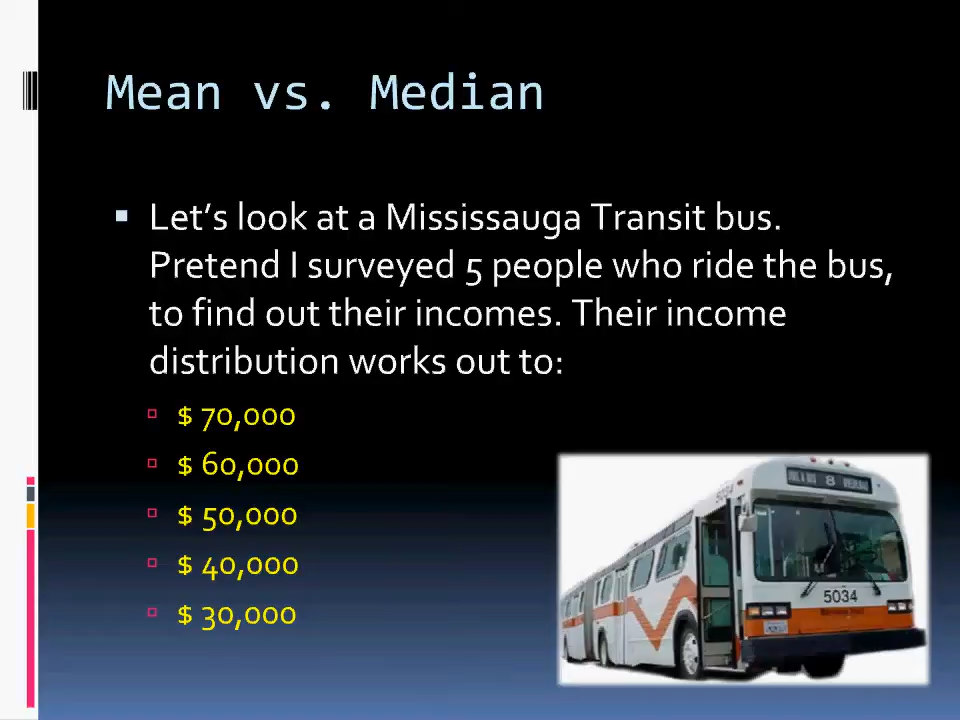 Mean vs. Median
Let’s look at a Mississauga Transit bus.
Pretend I surveyed 5 people who ride the bus,
to find out their incomes. Their income
distribution works out to:
$ 70,000
$ 60,000
$ 50,000
$ 40,000
$ 30,000
8
5034